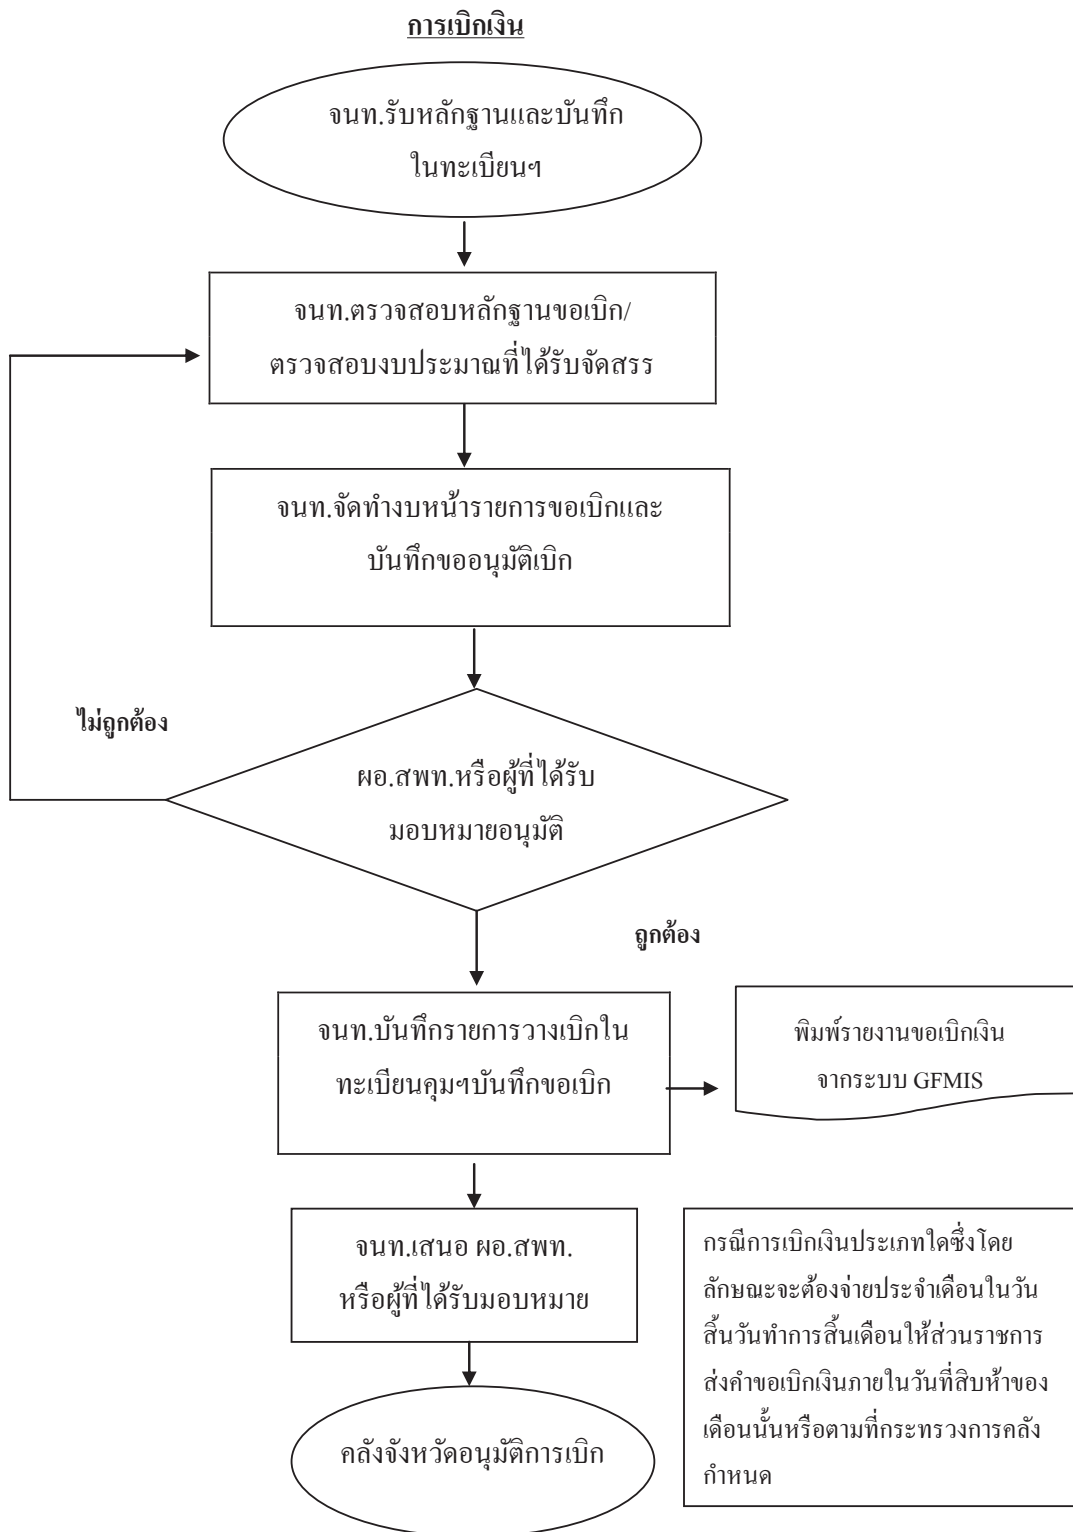 การเบิกเงิน
จนท.รับหลักฐานและบันทึก
ในทะเบียนฯ
จนท.ตรวจสอบหลักฐานขอเบิก/
ตรวจสอบงบประมาณที่ได้รับจัดสรร
จนท.จัดทำงบหน้ารายการขอเบิกและ
บันทึกขออนุมัติเบิก
ไม่ถูกต้อง
ผอ.สพท.หรือผู้ที่ได้รับ
มอบหมายอนุมัติ
ถูกต้อง
จนท.บันทึกรายการวางเบิกใน
ทะเบียนคุมฯบันทึกขอเบิก
พิมพ์รายงานขอเบิกเงิน
จากระบบ GFMIS
จนท.เสนอ ผอ.สพท.
หรือผู้ที่ได้รับมอบหมาย
กรณีการเบิกเงินประเภทใดซึ่งโดย
ลักษณะจะต้องจ่ายประจำเดือนในวัน
สิ้นวันทำการสิ้นเดือนให้ส่วนราชการ
ส่งคำขอเบิกเงินภายในวันที่สิบห้าของ
เดือนนั้นหรือตามที่กระทรวงการคลัง
กำหนด
คลังจังหวัดอนุมัติการเบิก